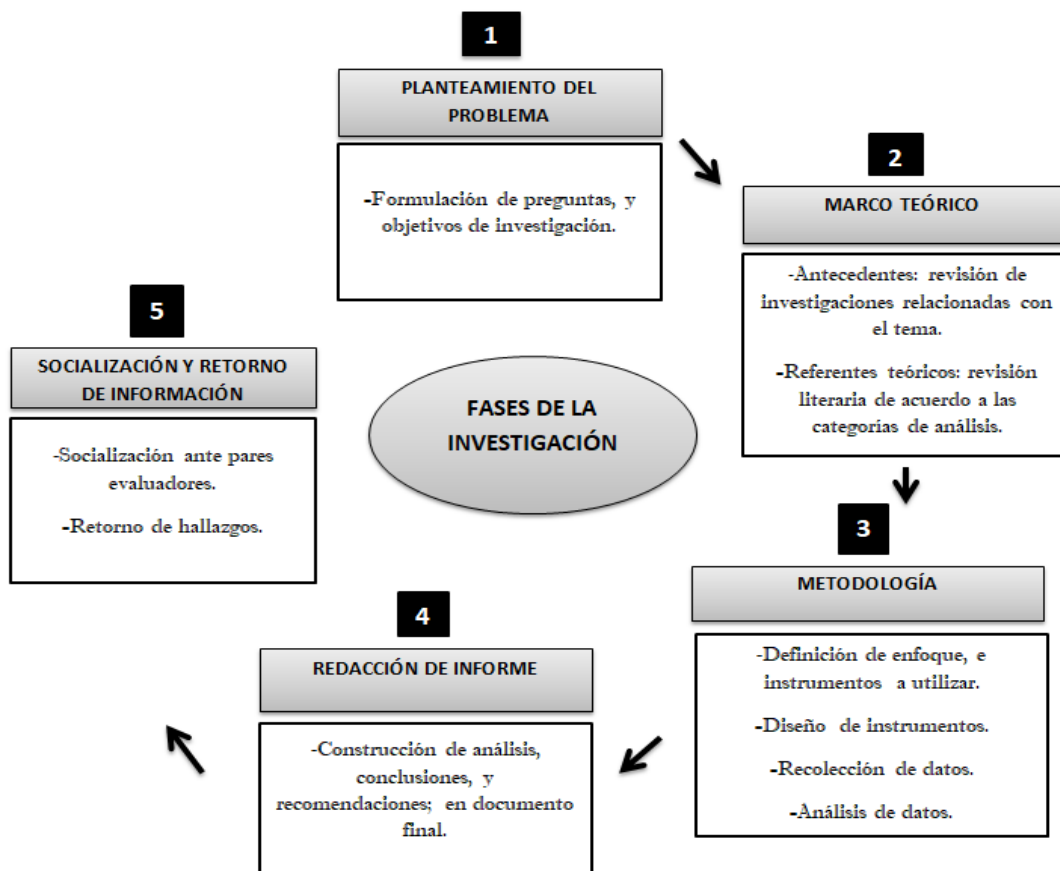 1
PLANTEAMIENTO DEL
PROBLEMA
-Formulación de preguntas, y
objetivos de investigación.
2
MARCO TEÓRICO
-Antecedentes: revisión de
investigaciones relacionadas con
el tema.
-Referentes teóricos: revisión
literaria de acuerdo a las
categorías de análisis.
3
METODOLOGÍA
-Definición de enfoque, e
instrumentos a utilizar.
-Diseño de instrumentos.
-Recolección de datos.
-Análisis de datos.
4
REDACCIÓN DE INFORME
-Construcción de análisis,
conclusiones, y
recomendaciones; en documento
final.
5
SOCIALIZACIÓN Y RETORNO
DE INFORMACIÓN
-Socialización ante pares
evaluadores.
-Retorno de hallazgos.
FASES DE LA
INVESTIGACIÓN